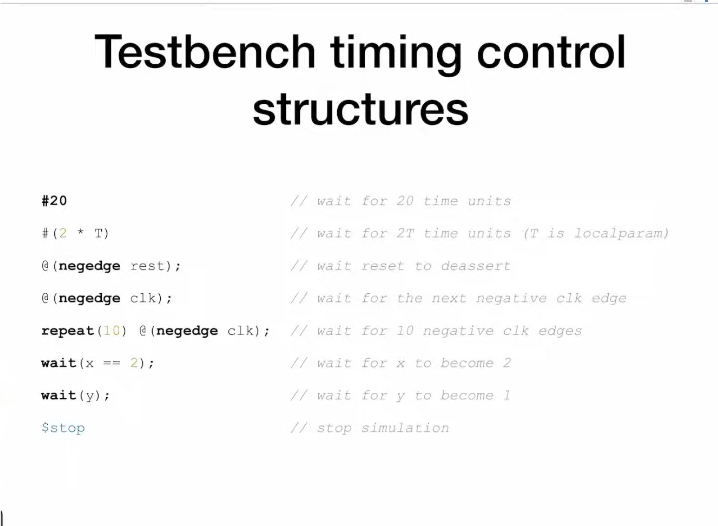 Testbench timing control
structures
#20 // wait for 20 time units
#(2 * T) // wait for 2T time units (T is localparam)
@(negedge rest); // wait reset to deassert
@(negedge clk); // wait for the next negative clk edge
repeat(10) @(negedge clk); // wait for 10 negative clk edges
wait(x == 2); // wait for x to become 2
wait(y); // wait for y to become 1
$stop // stop simulation